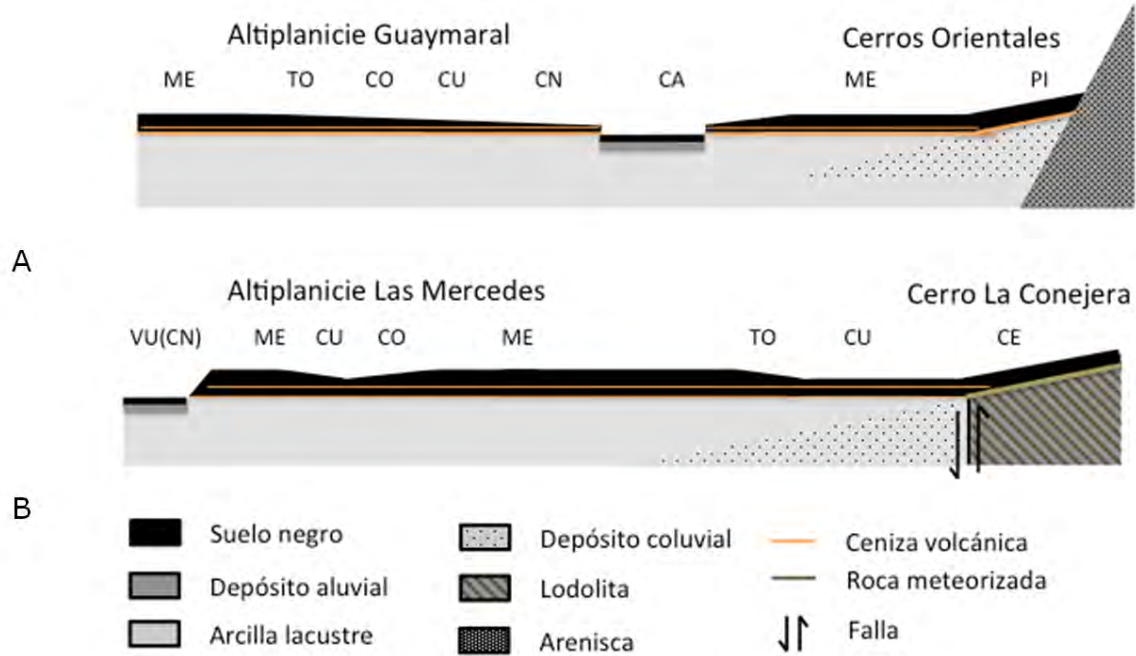 Altiplanicie Guaymaral Cerros Orientales
ME TO CO CU CN CA ME PI
A
Altiplanicie Las Mercedes Cerro La Conejera
VU(CN) ME CU CO ME TO CU CE
B
Suelo negro Depósito coluvial Ceniza volcánica
Depósito aluvial Lodolita Roca meteorizada
Arcilla lacustre Arenisca Falla